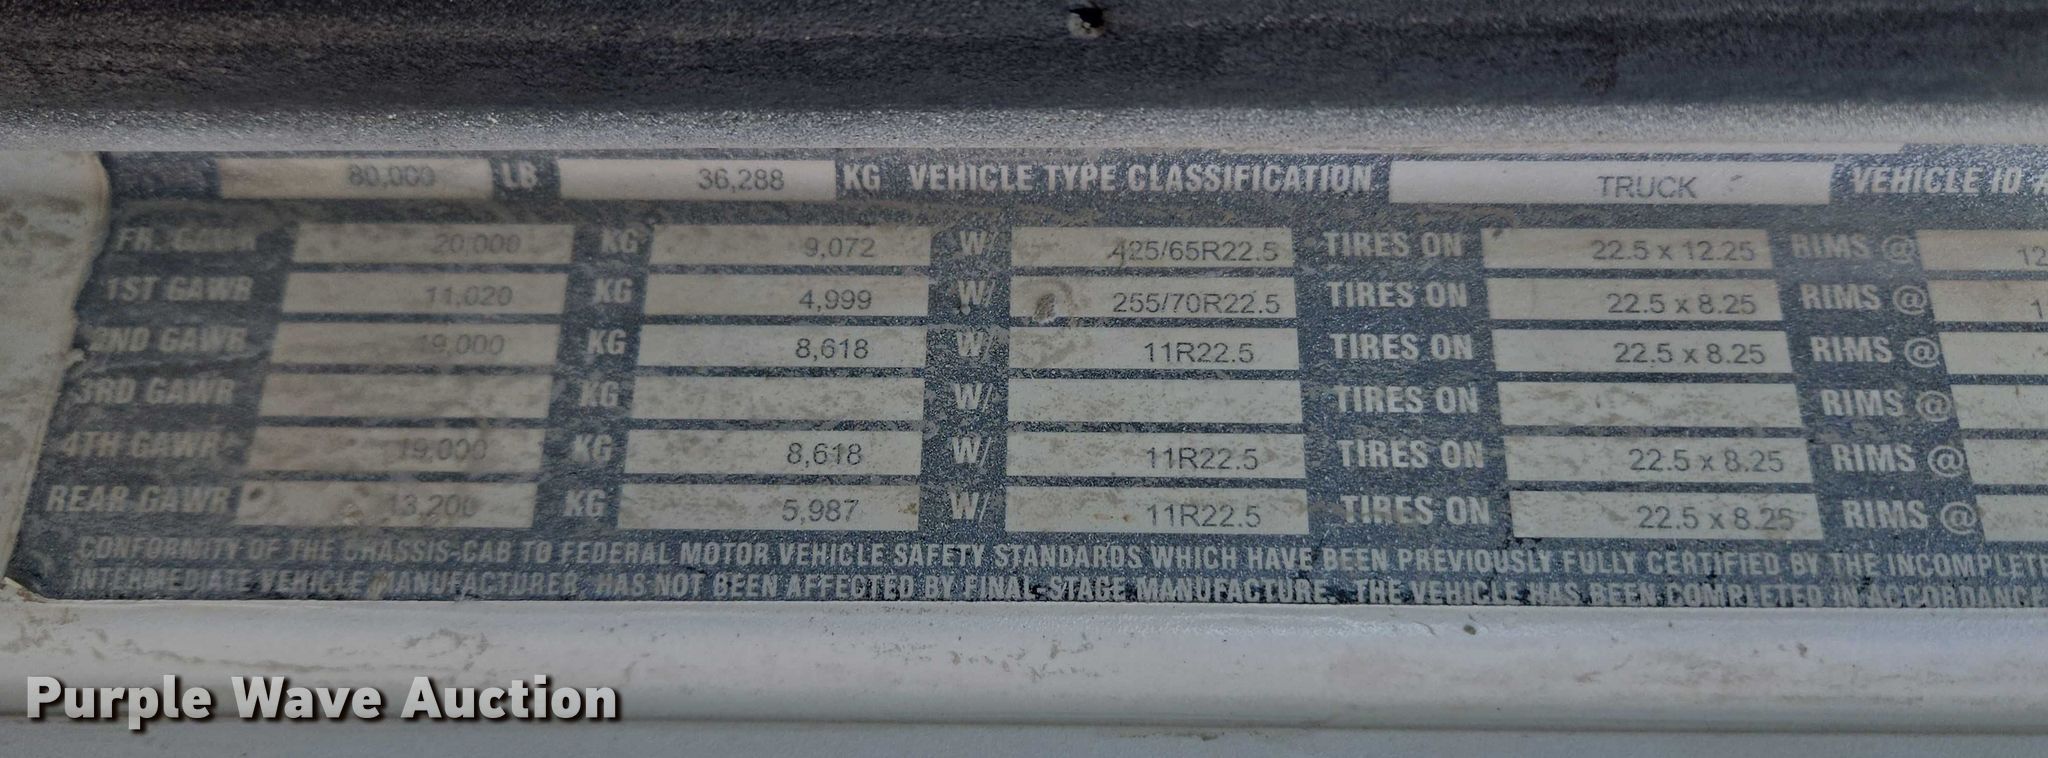 80,000 LB 36,288 KG VEHICLE TYPE CLASSIFICATION TRUCK VEHICLE ID #
FR. GAWR 20,000 KG 9,072 W/ 425/65R22.5 TIRES ON 22.5 x 12.25 RIMS @ 12
1ST GAWR 11,020 KG 4,999 W/ 255/70R22.5 TIRES ON 22.5 x 8.25 RIMS @ 1
2ND GAWR 19,000 KG 8,618 W/ 11R22.5 TIRES ON 22.5 x 8.25 RIMS @
3RD GAWR KG W/ TIRES ON RIMS @
4TH GAWR 19,000 KG 8,618 W/ 11R22.5 TIRES ON 22.5 x 8.25 RIMS @
REAR GAWR 13,200 KG 5,987 W/ 11R22.5 TIRES ON 22.5 x 8.25 RIMS @
CONFORMITY OF THE CHASSIS-CAB TO FEDERAL MOTOR VEHICLE SAFETY STANDARDS WHICH HAVE BEEN PREVIOUSLY FULLY CERTIFIED BY THE INCOMPLETE
INTERMEDIATE VEHICLE MANUFACTURER, HAS NOT BEEN AFFECTED BY FINAL-STAGE MANUFACTURE. THE VEHICLE HAS BEEN COMPLETED IN ACCORDANCE
Purple Wave Auction